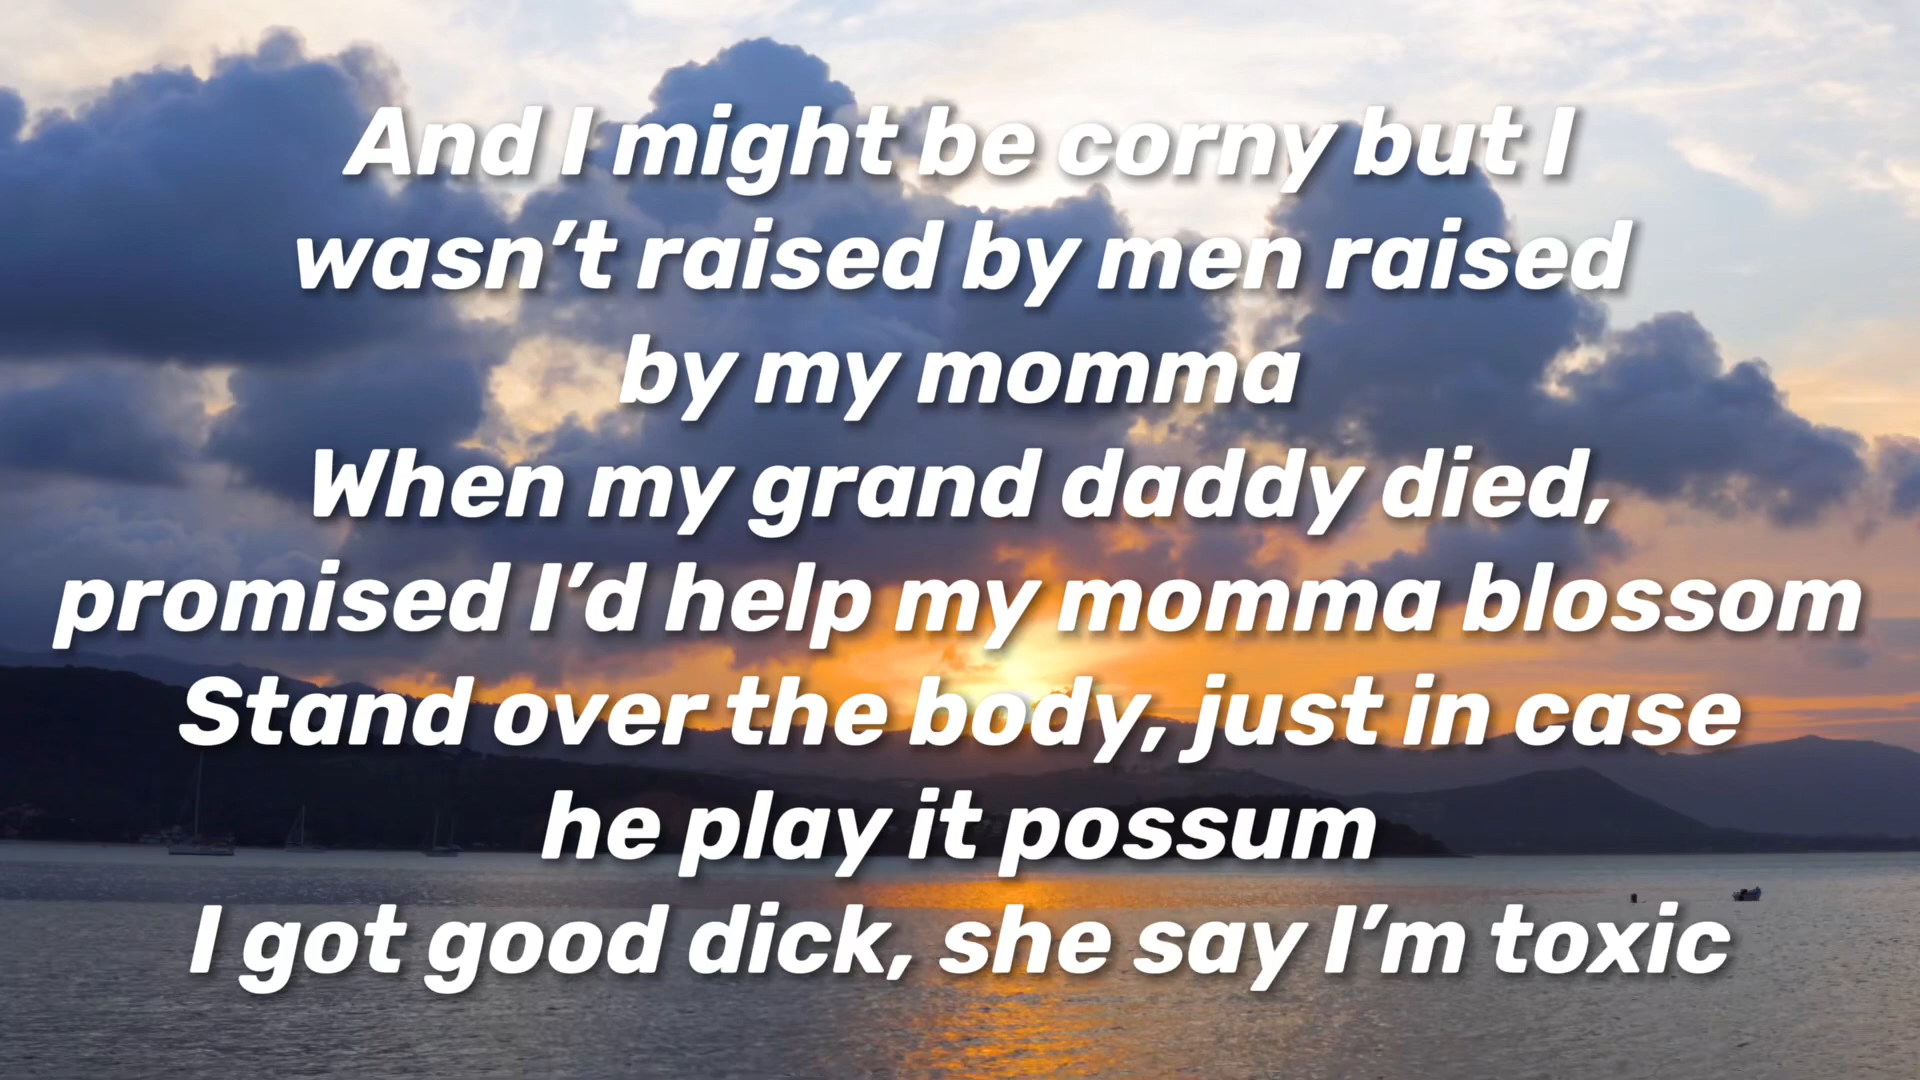 And I might be corny but I
wasn’t raised by men raised
by my momma
When my grand daddy died,
promised I’d help my momma blossom
Stand over the body, just in case
he play it possum
I got good dick, she say I’m toxic